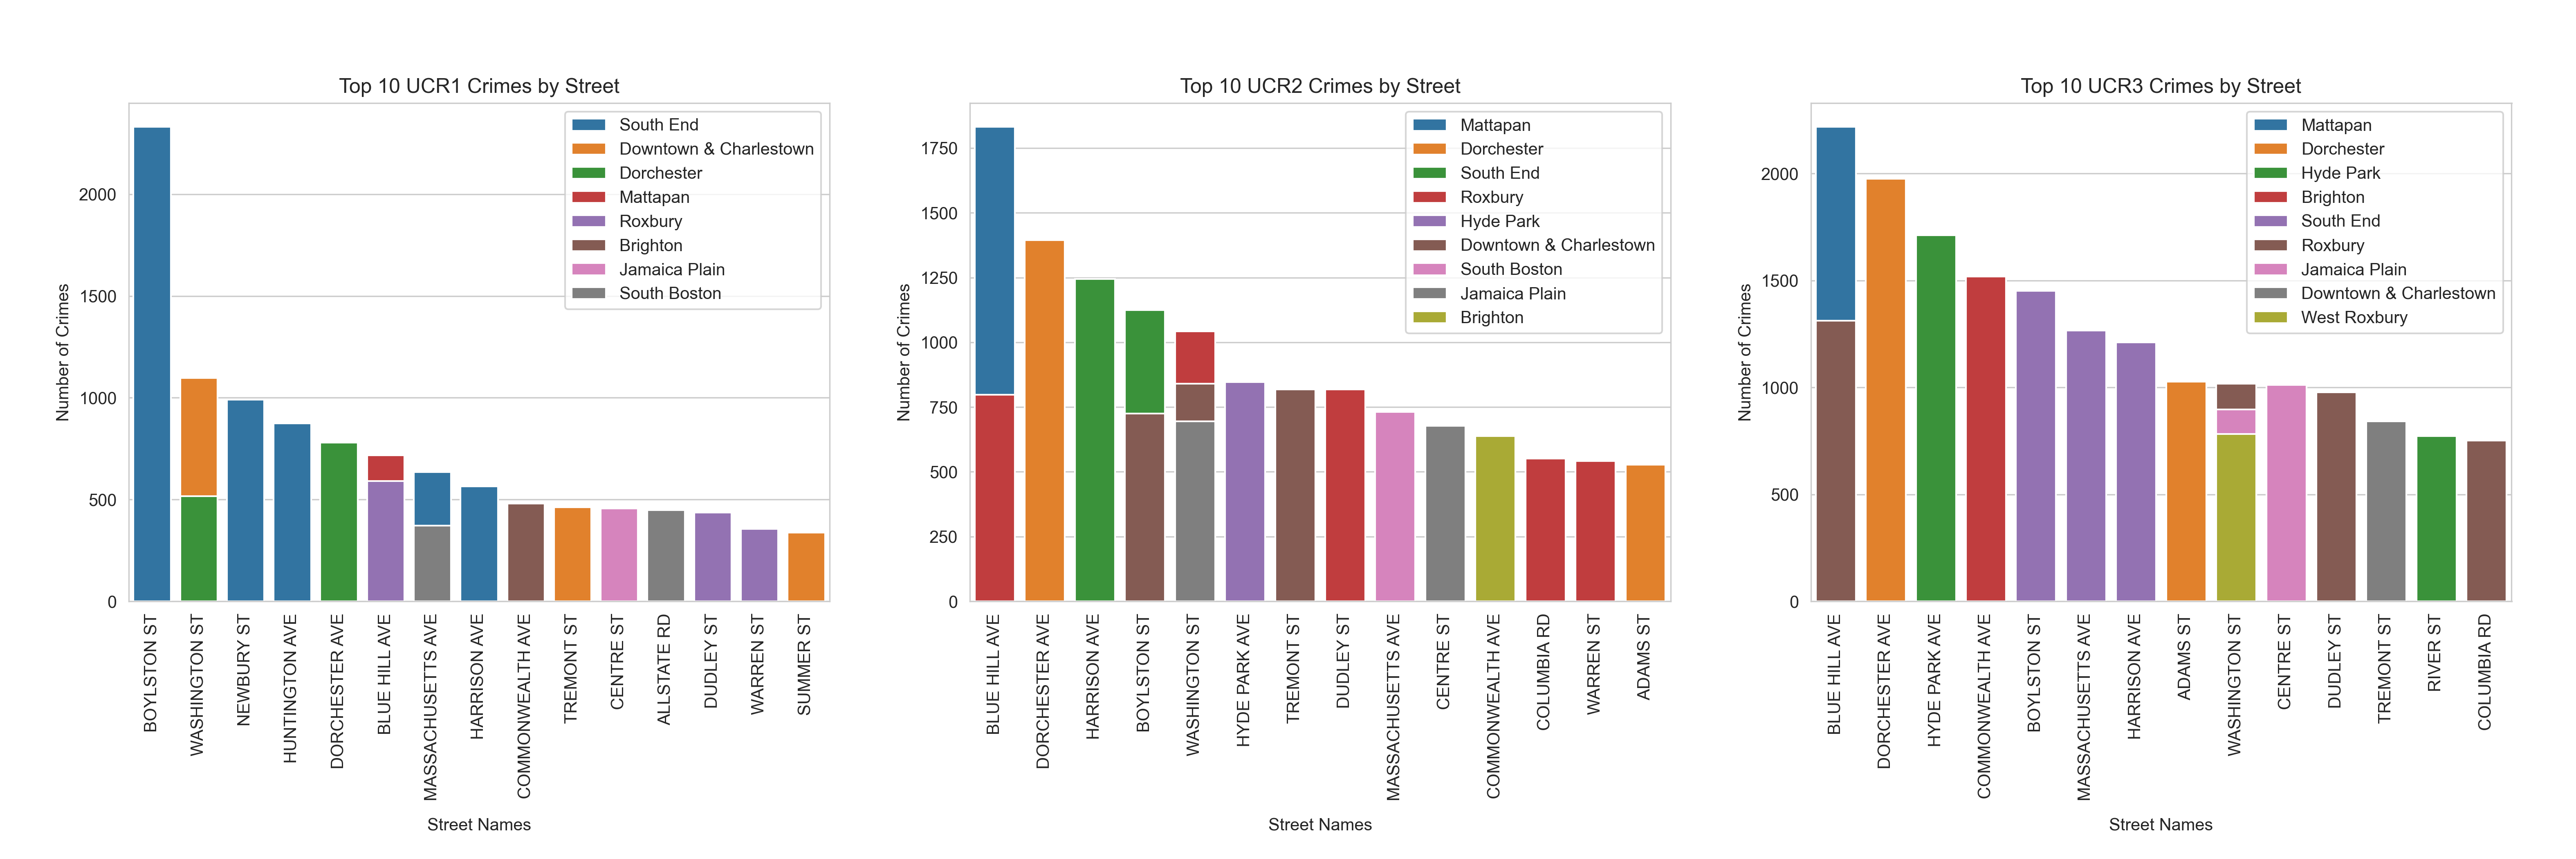 Top 10 UCR1 Crimes by Street
Number of Crimes
2000
1500
1000
500
0
South End
Downtown & Charlestown
Dorchester
Mattapan
Roxbury
Brighton
Jamaica Plain
South Boston
BOYLSTON ST
WASHINGTON ST
NEWBURY ST
HUNTINGTON AVE
DORCHESTER AVE
BLUE HILL AVE
MASSACHUSETTS AVE
HARRISON AVE
COMMONWEALTH AVE
TREMONT ST
CENTRE ST
ALLSTATE RD
DUDLEY ST
WARREN ST
SUMMER ST
Street Names
Top 10 UCR2 Crimes by Street
Number of Crimes
1750
1500
1250
1000
750
500
250
0
Mattapan
Dorchester
South End
Roxbury
Hyde Park
Downtown & Charlestown
South Boston
Jamaica Plain
Brighton
BLUE HILL AVE
DORCHESTER AVE
HARRISON AVE
BOYLSTON ST
WASHINGTON ST
HYDE PARK AVE
TREMONT ST
DUDLEY ST
MASSACHUSETTS AVE
CENTRE ST
COMMONWEALTH AVE
COLUMBIA RD
WARREN ST
ADAMS ST
Street Names
Top 10 UCR3 Crimes by Street
Number of Crimes
2000
1500
1000
500
0
Mattapan
Dorchester
Hyde Park
Brighton
South End
Roxbury
Jamaica Plain
Downtown & Charlestown
West Roxbury
BLUE HILL AVE
DORCHESTER AVE
HYDE PARK AVE
COMMONWEALTH AVE
BOYLSTON ST
MASSACHUSETTS AVE
HARRISON AVE
ADAMS ST
WASHINGTON ST
CENTRE ST
DUDLEY ST
TREMONT ST
RIVER ST
COLUMBIA RD
Street Names